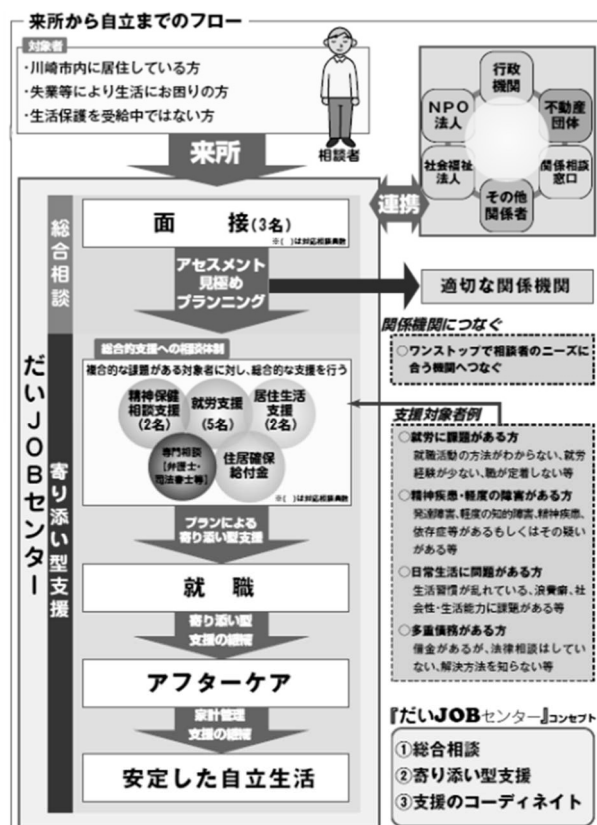 来所から自立までのフロー
対象者
・川崎市内に居住している方
・失業等により生活にお困りの方
・生活保護を受給中ではない方
相談者
来所
行政
機関
NPO
法人
不動産
団体
社会福祉
法人
関係相談
窓口
その他
関係者
連携
だいJOBセンター
総合相談
面 接(3名)
※( )は対応相談員数
アセスメント
見極め
プランニング
適切な関係機関
関係機関につなぐ
○ワンストップで相談者のニーズに
合う機関へつなぐ
寄り添い型支援
総合的支援への相談体制
複合的な課題がある対象者に対し、総合的な支援を行う
精神保健
相談支援
(2名)
就労支援
(5名)
居住生活
支援
(2名)
専門相談
[弁護士・
司法書士等]
住居確保
給付金
※( )は対応相談員数
プランによる
寄り添い型支援
就 職
寄り添い型
支援の継続
アフターケア
家計管理
支援の継続
安定した自立生活
支援対象者例
○就労に課題がある方
就職活動の方法がわからない、就労
経験が少ない、職が定着しない等
○精神疾患・軽度の障害がある方
発達障害、軽度の知的障害、精神疾患、
依存症等があるもしくはその疑い
がある等
○日常生活に問題がある方
生活習慣が乱れている、浪費癖、社
会性・生活能力に課題がある等
○多重債務がある方
借金があるが、法律相談はしてい
ない、解決方法を知らない等
『だいJOBセンター』コンセプト
①総合相談
②寄り添い型支援
③支援のコーディネイト